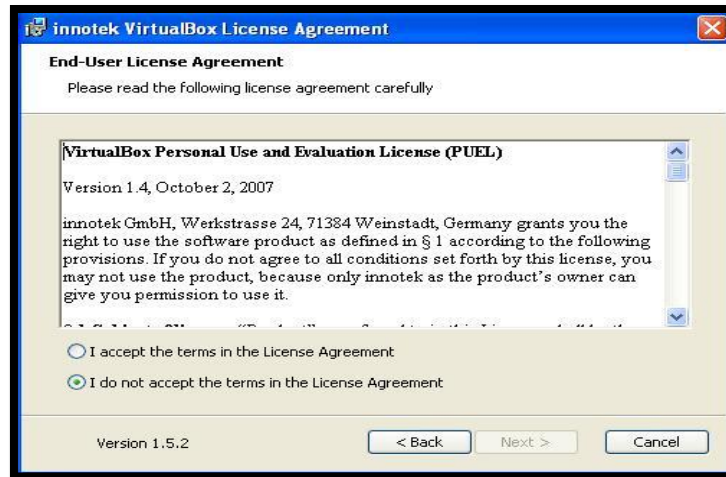 innotek VirtualBox License Agreement
End-User License Agreement
Please read the following license agreement carefully
VirtualBox Personal Use and Evaluation License (PUEL)
Version 1.4, October 2, 2007
innotek GmbH, Werkstrasse 24, 71384 Weinstadt, Germany grants you the
right to use the software product as defined in § 1 according to the following
provisions. If you do not agree to all conditions set forth by this license, you
may not use the product, because only innotek as the product's owner can
give you permission to use it.
I accept the terms in the License Agreement
I do not accept the terms in the License Agreement
Version 1.5.2
< Back
Next >
Cancel